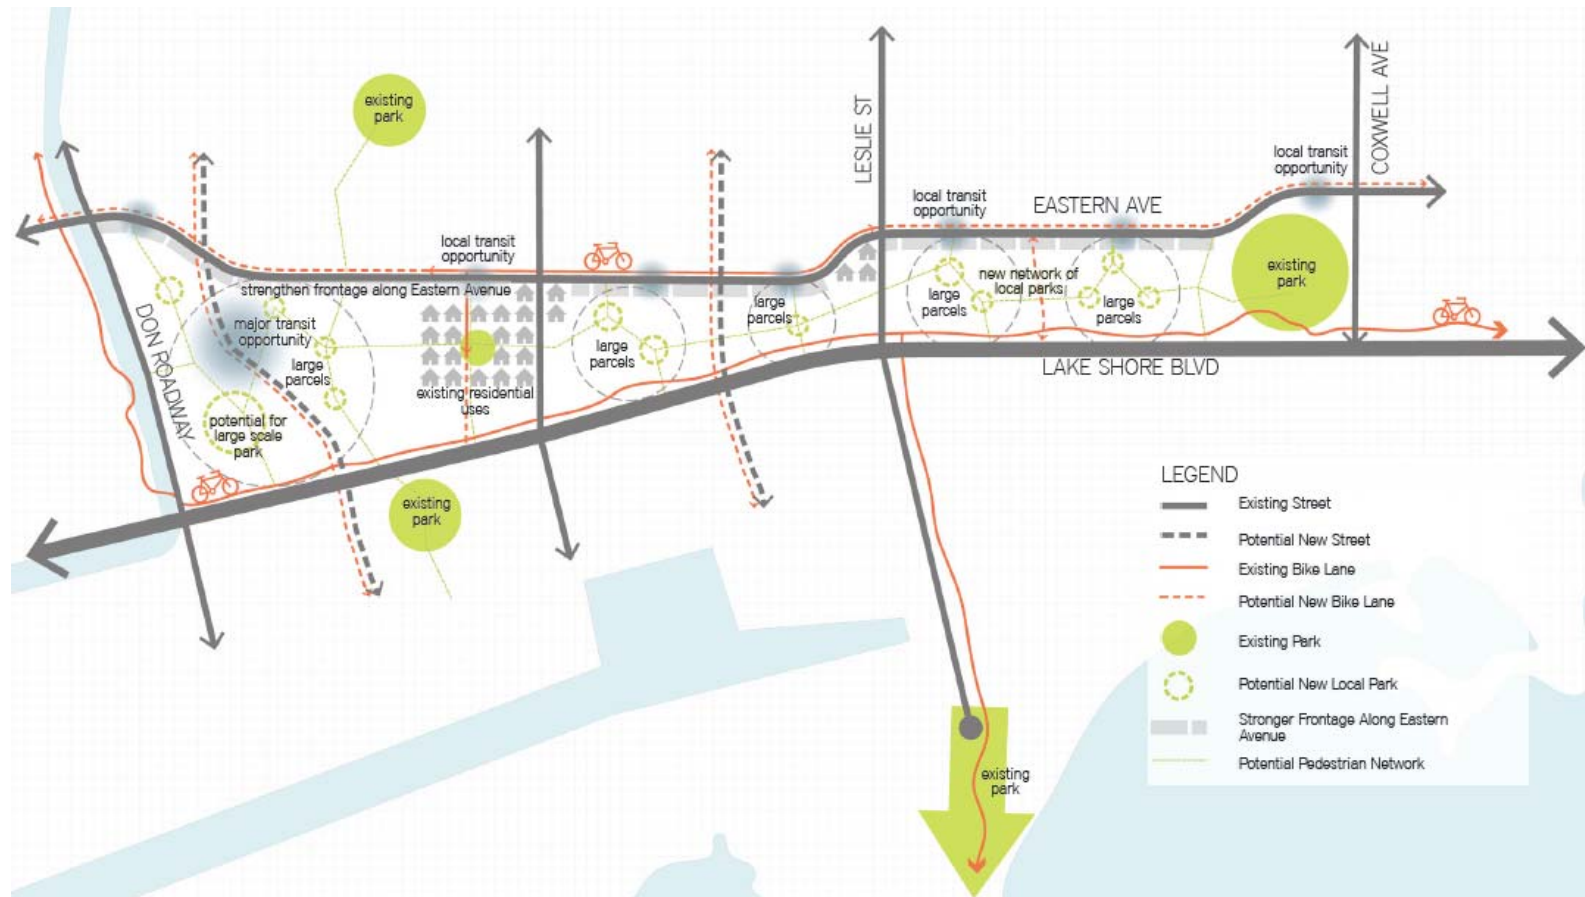 existing
park
LESLIE ST
COXWELL AVE
local transit
opportunity
local transit
opportunity
EASTERN AVE
local transit
opportunity
existing
park
new network of
local parks
large
parcels
large
parcels
strengthen frontage along Eastern Avenue
large
parcels
major transit
opportunity
DON ROADWAY
large
parcels
large
parcels
existing residential
uses
LAKE SHORE BLVD
potential for
large scale
park
existing
park
LEGEND
Existing Street
Potential New Street
Existing Bike Lane
Potential New Bike Lane
Existing Park
Potential New Local Park
Stronger Frontage Along Eastern
Avenue
Potential Pedestrian Network
existing
park